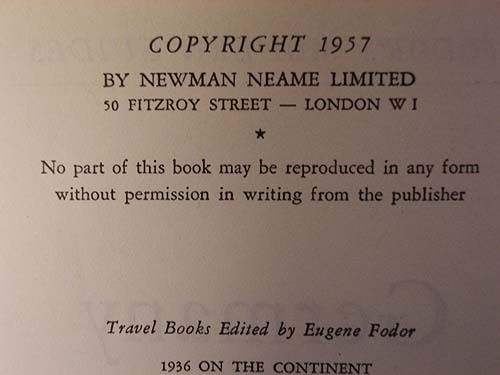 COPYRIGHT 1957
BY NEWMAN NEAME LIMITED
50 FITZROY STREET — LONDON W I
★
No part of this book may be reproduced in any form
without permission in writing from the publisher
Travel Books Edited by Eugene Fodor
1936 ON THE CONTINENT